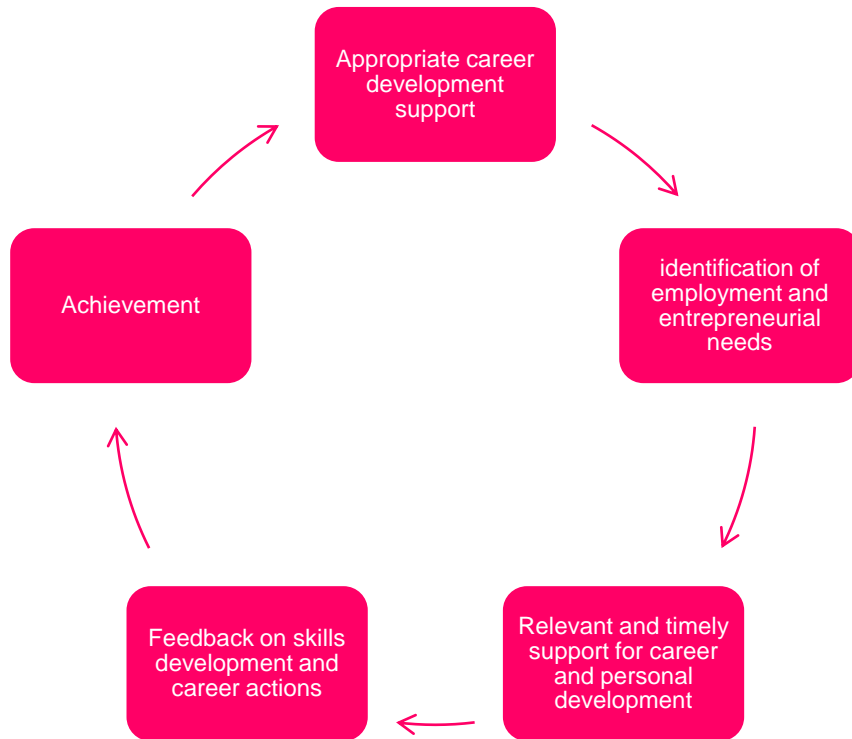 Appropriate career
development
support
identification of
employment and
entrepreneurial
needs
Relevant and timely
support for career
and personal
development
Feedback on skills
development and
career actions
Achievement